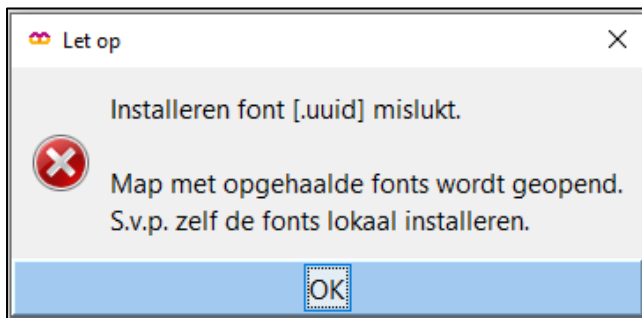 Let op
Installeren font [.uuid] mislukt.
Map met opgehaalde fonts wordt geopend.
S.v.p. zelf de fonts lokaal installeren.
OK